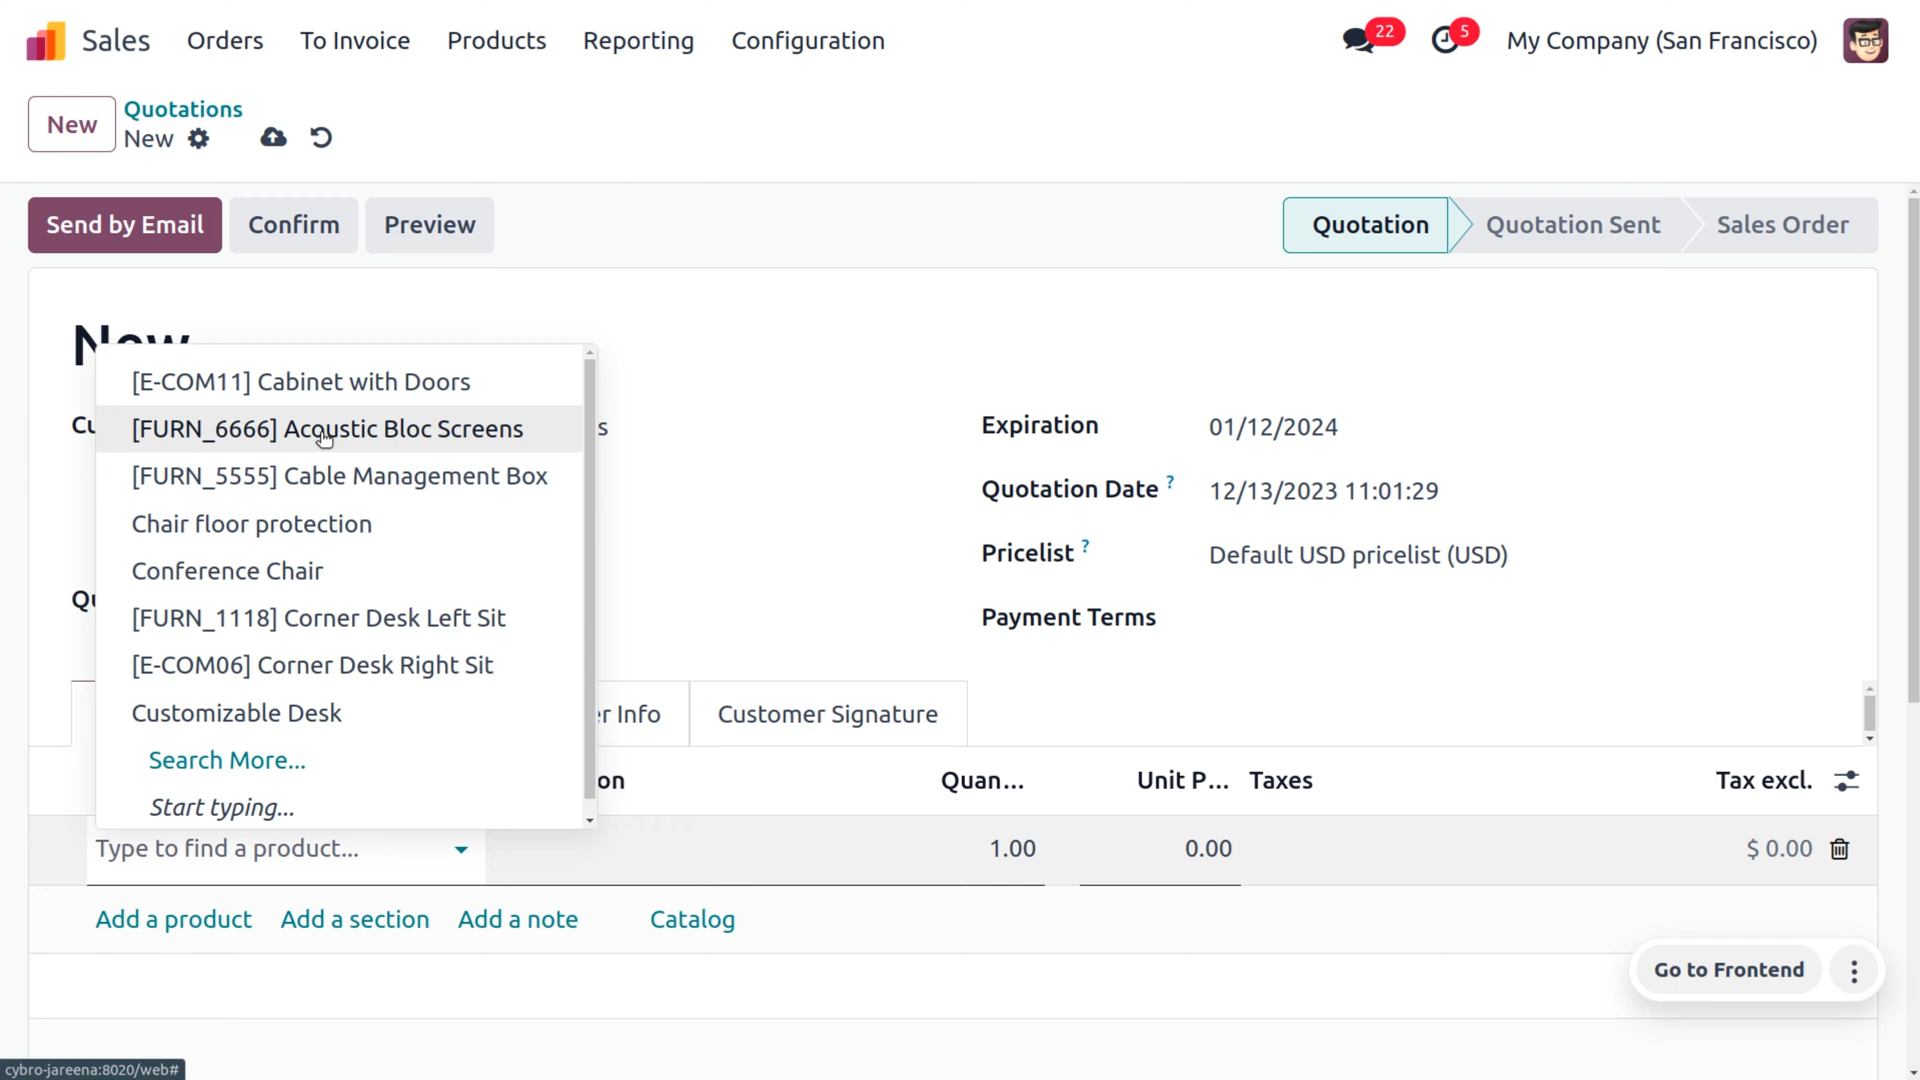 Sales Orders To Invoice Products Reporting Configuration 22 5 My Company (San Francisco)
New Quotations
New
Send by Email Confirm Preview Quotation Quotation Sent Sales Order
New
[E-COM11] Cabinet with Doors
[FURN_6666] Acoustic Bloc Screens
[FURN_5555] Cable Management Box
Chair floor protection
Conference Chair
[FURN_1118] Corner Desk Left Sit
[E-COM06] Corner Desk Right Sit
Customizable Desk
Search More...
Start typing...
Cu s
Expiration 01/12/2024
Quotation Date ? 12/13/2023 11:01:29
Pricelist ? Default USD pricelist (USD)
Qu
Payment Terms
r Info Customer Signature
on Quan... Unit P... Taxes Tax excl.
Type to find a product... 1.00 0.00 $ 0.00
Add a product Add a section Add a note Catalog
Go to Frontend
cybro-jareena:8020/web#